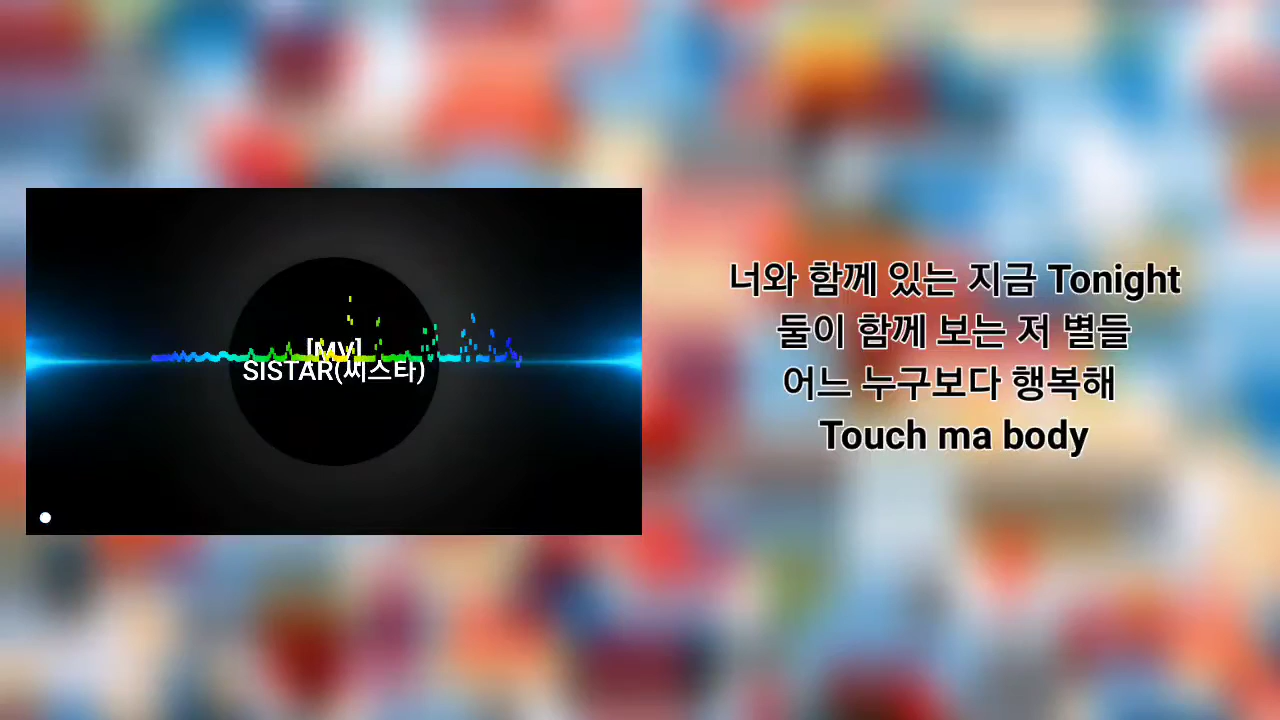 [MV]
SISTAR(씨스타)
너와 함께 있는 지금 Tonight
둘이 함께 보는 저 별들
어느 누구보다 행복해
Touch ma body